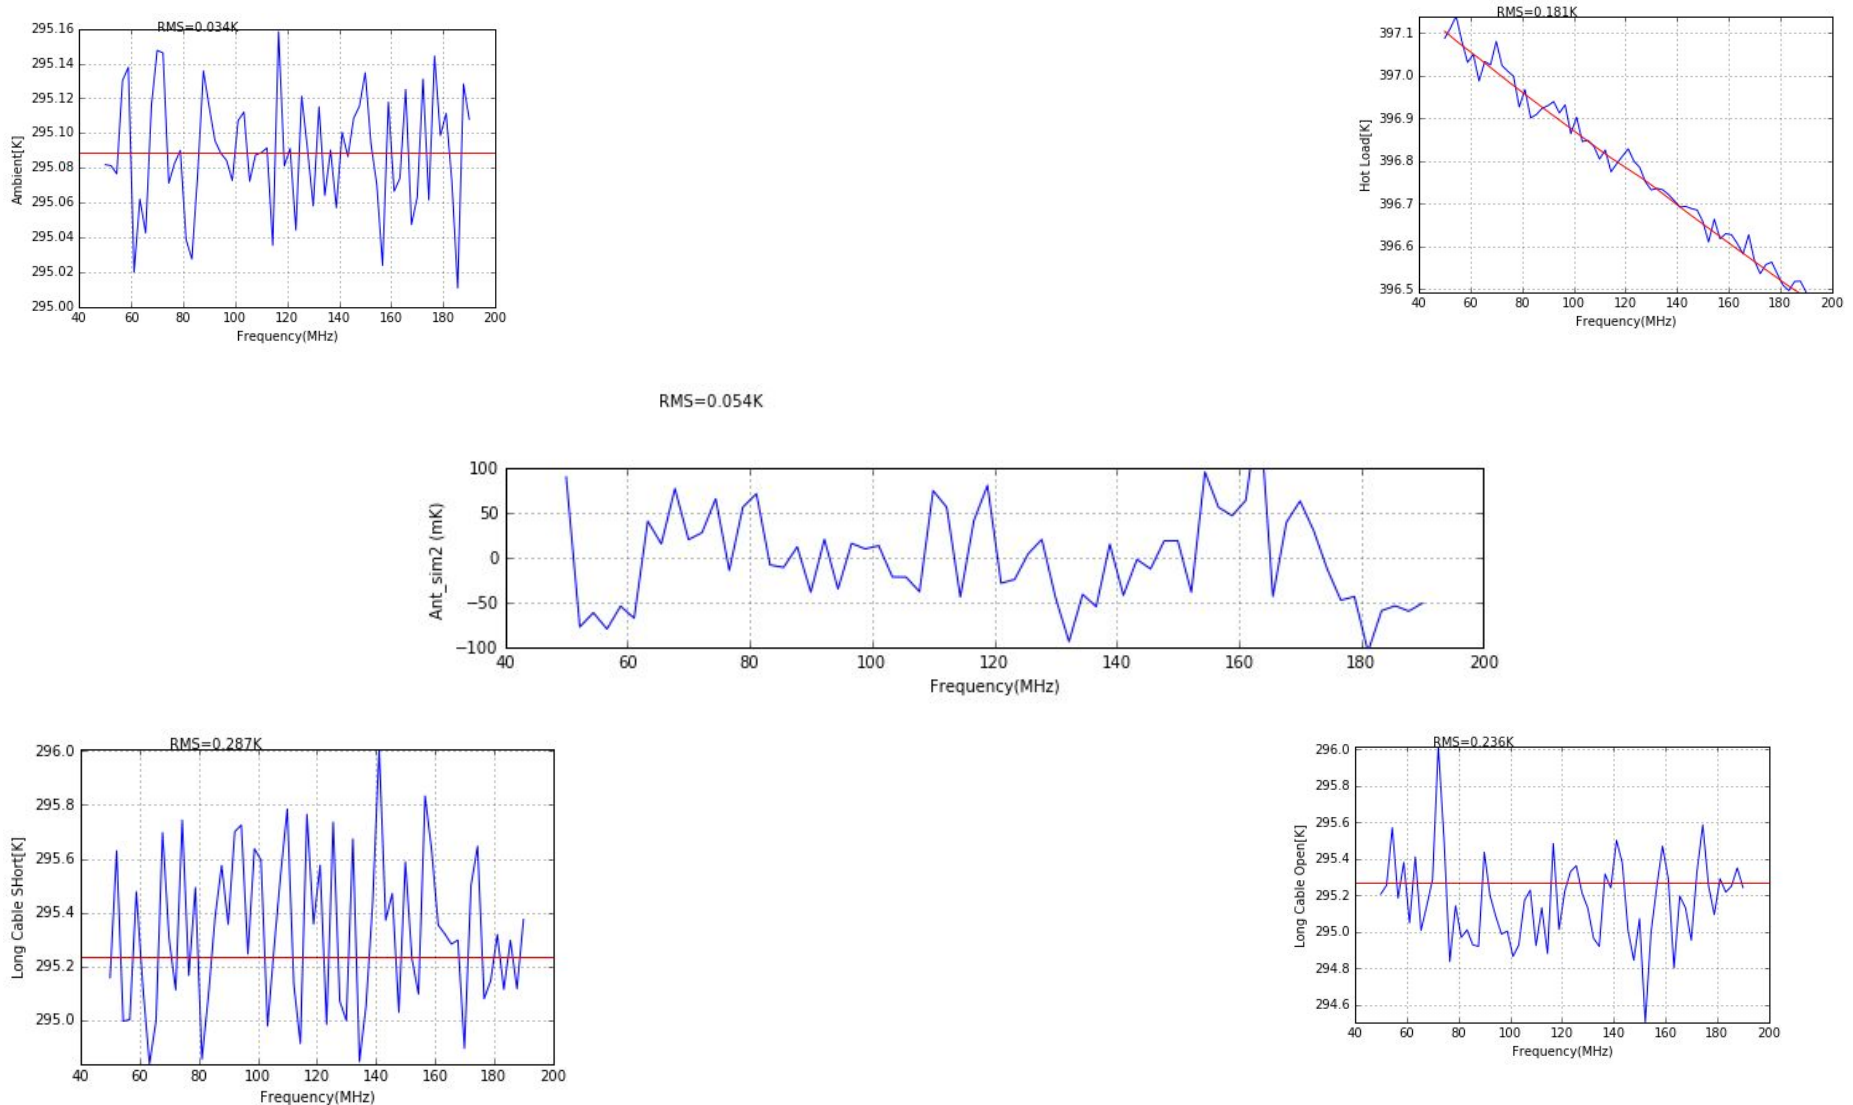 RMS=0.034K
295.16
295.14
295.12
295.10
295.08
295.06
295.04
295.02
295.00
Ambient[K]
40 60 80 100 120 140 160 180 200
Frequency(MHz)
RMS=0.181K
397.1
397.0
396.9
396.8
396.7
396.6
396.5
Hot Load[K]
40 60 80 100 120 140 160 180 200
Frequency(MHz)
RMS=0.054K
100
50
0
−50
−100
Ant_sim2 (mK)
40 60 80 100 120 140 160 180 200
Frequency(MHz)
RMS=0.287K
296.0
295.8
295.6
295.4
295.2
295.0
Long Cable SHort[K]
40 60 80 100 120 140 160 180 200
Frequency(MHz)
RMS=0.236K
296.0
295.8
295.6
295.4
295.2
295.0
294.8
294.6
Long Cable Open[K]
40 60 80 100 120 140 160 180 200
Frequency(MHz)